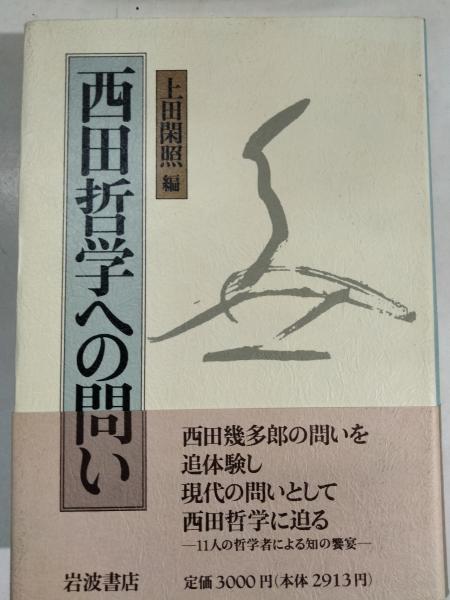 西田哲学への問い
上田閑照 編
西田幾多郎の問いを
追体験し
現代の問いとして
西田哲学に迫る
─11人の哲学者による知の饗宴─
岩波書店
定価3000円(本体2913円)